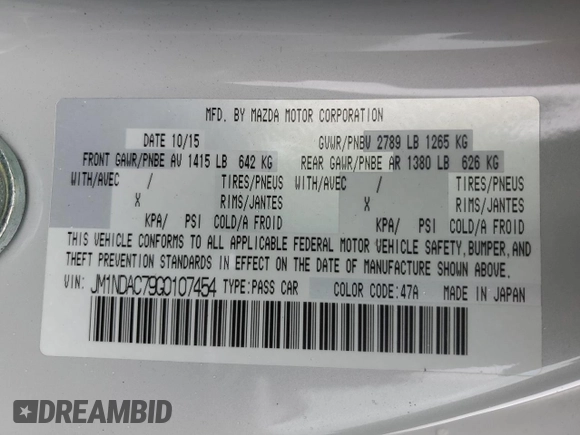 MFD. BY MAZDA MOTOR CORPORATION
DATE 10/15 GVWR/PNBV 2789 LB 1265 KG
FRONT GAWR/PNBE AV 1415 LB 642 KG REAR GAWR/PNBE AR 1380 LB 626 KG
WITH/AVEC / TIRES/PNEUS WITH/AVEC / TIRES/PNEUS
X RIMS/JANTES X RIMS/JANTES
KPA/ PSI COLD/A FROID KPA/ PSI COLD/A FROID
THIS VEHICLE CONFORMS TO ALL APPLICABLE FEDERAL MOTOR VEHICLE SAFETY, BUMPER, AND
THEFT PREVENTION STANDARDS IN EFFECT ON THE DATE OF MANUFACTURE SHOWN ABOVE.
VIN: JM1NDAC79G0107454 TYPE:PASS CAR COLOR CODE:47A MADE IN JAPAN
DREAMBID